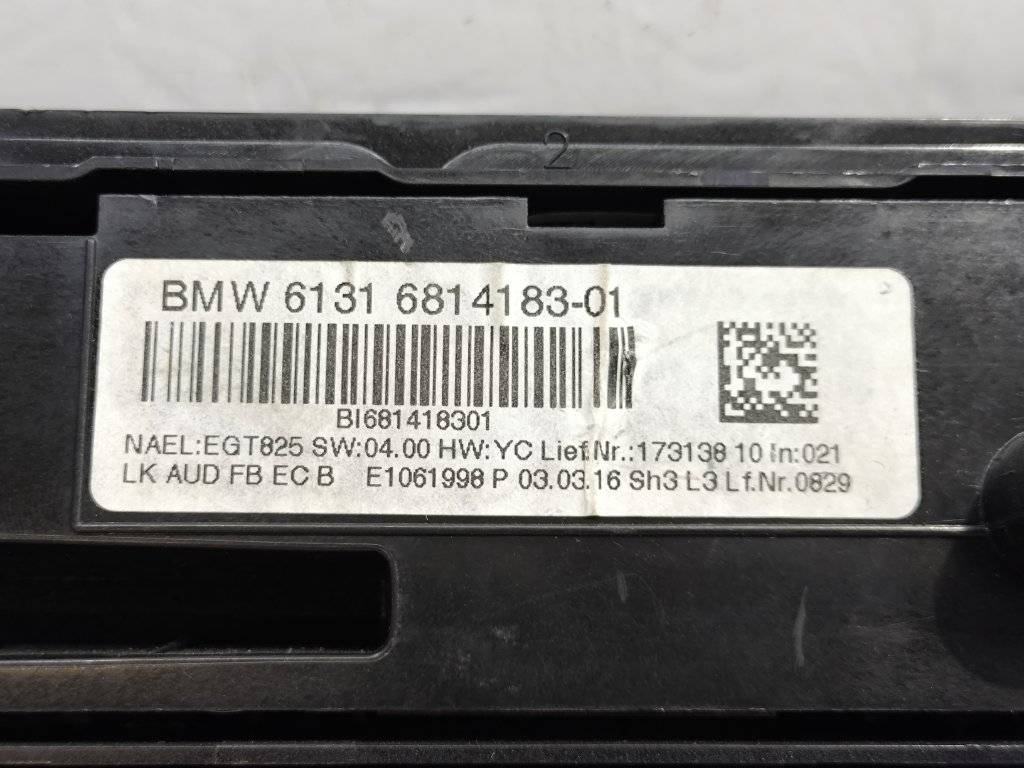 2
BMW 6131 6814183-01
BI681418301
NAEL:EGT825 SW:04.00 HW:YC Lief.Nr.:173138 10 In:021
LK AUD FB EC B E1061998 P 03.03.16 Sh3 L3 Lf.Nr.0829